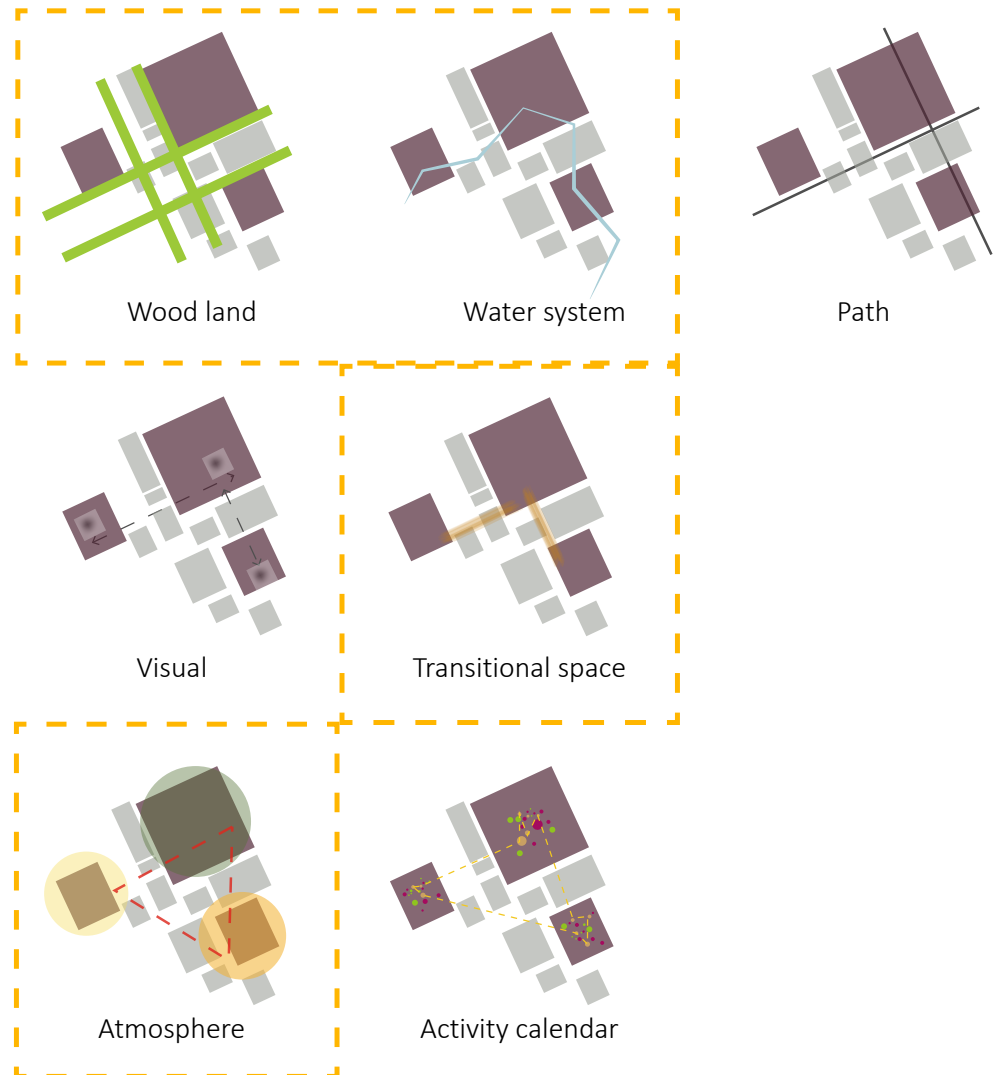 Wood land
Water system
Path
Visual
Transitional space
Atmosphere
Activity calendar